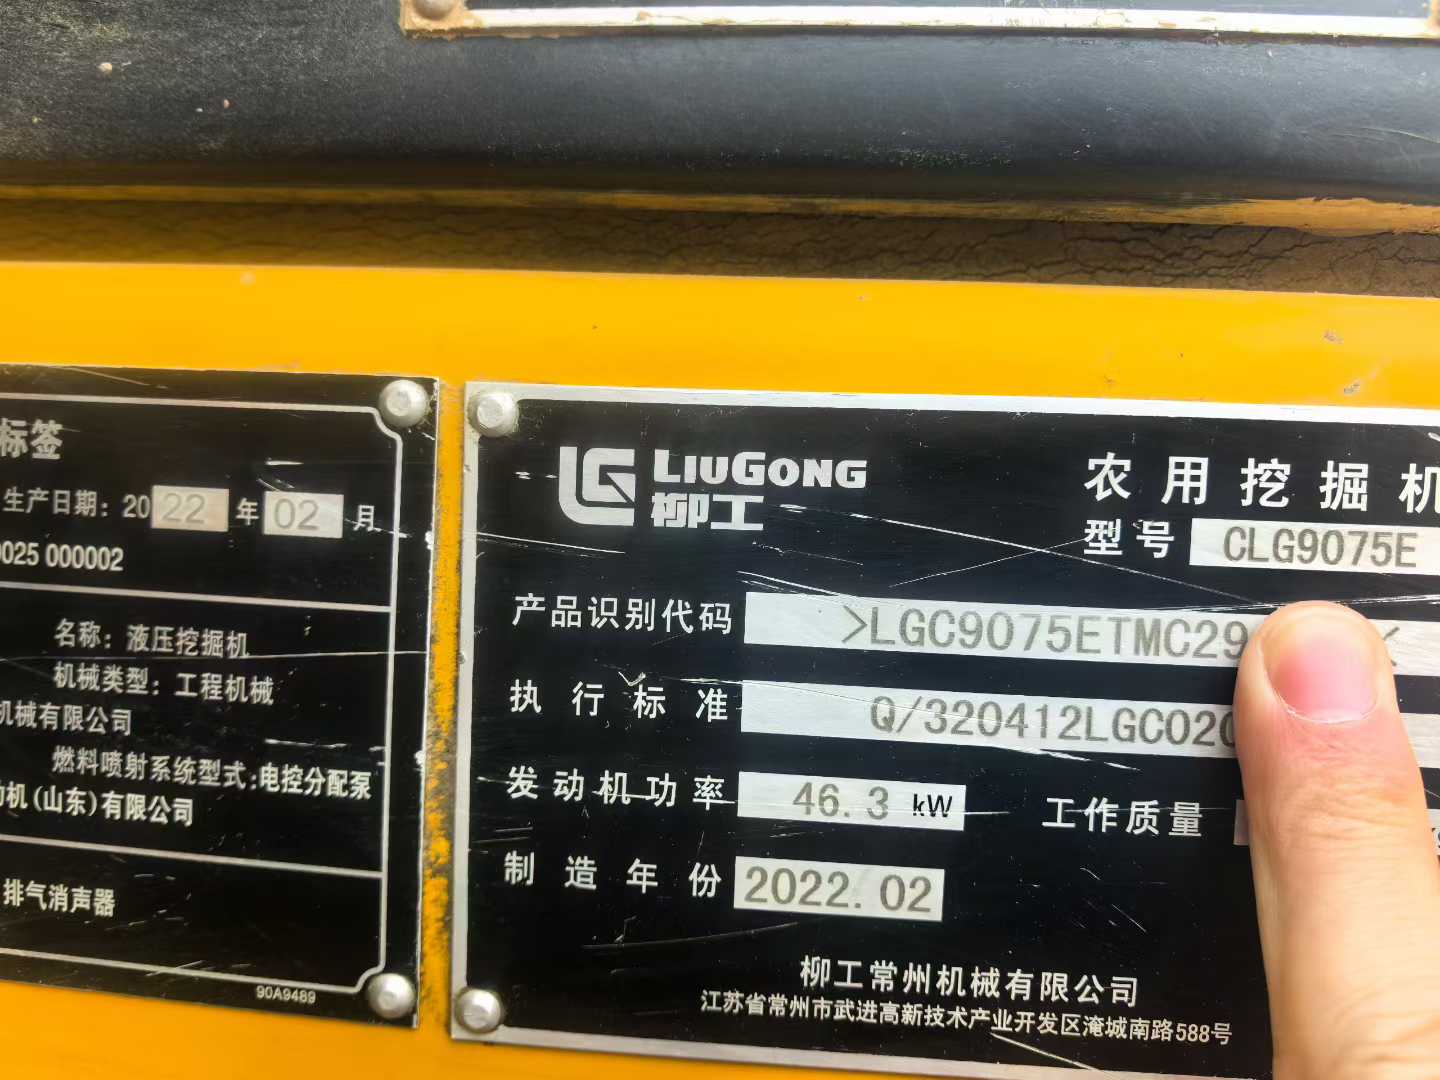 标签
生产日期: 2022 年 02 月
0025 000002
名称: 液压挖掘机
机械类型: 工程机械
机械有限公司
燃料喷射系统型式: 电控分配泵
动机(山东)有限公司
排气消声器
90A9489
LG LIUGONG
柳工
农用挖掘机
型号 CLG9075E
产品识别代码 >LGC9075ETMC29 <
执行标准 Q/320412LGC020
发动机功率 46.3 kW 工作质量
制造年份 2022.02
柳工常州机械有限公司
江苏省常州市武进高新技术产业开发区淹城南路588号